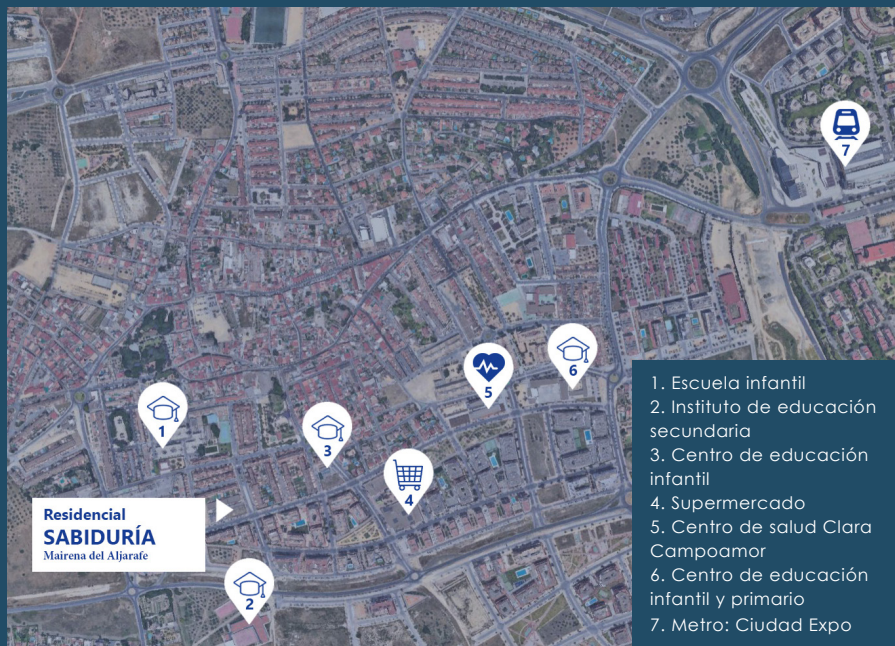 7
6
5
1
3
4
Residencial
SABIDURÍA
Mairena del Aljarafe
2
1. Escuela infantil
2. Instituto de educación
secundaria
3. Centro de educación
infantil
4. Supermercado
5. Centro de salud Clara
Campoamor
6. Centro de educación
infantil y primario
7. Metro: Ciudad Expo